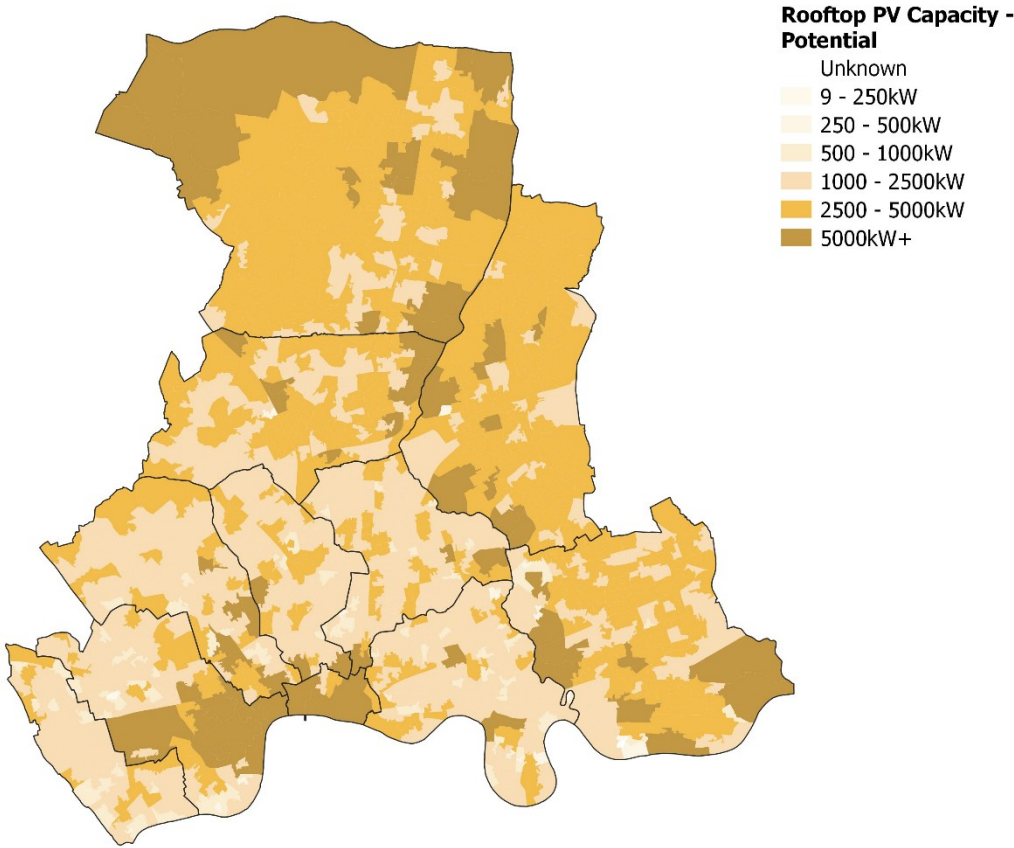 Rooftop PV Capacity -
Potential
Unknown
9 - 250kW
250 - 500kW
500 - 1000kW
1000 - 2500kW
2500 - 5000kW
5000kW+